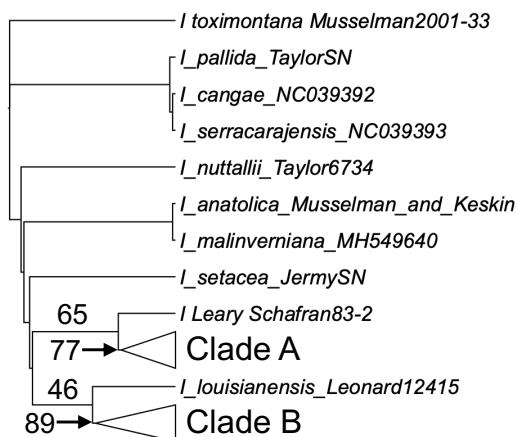 I toximontana Musselman2001-33
I_pallida_TaylorSN
I_cangae_NC039392
I_serracarajensis_NC039393
I_nuttallii_Taylor6734
I_anatolica_Musselman_and_Keskin
I_malinverniana_MH549640
I_setacea_JermySN
65 I Leary Schafran83-2
77 Clade A
46 I_louisianensis_Leonard12415
89 Clade B